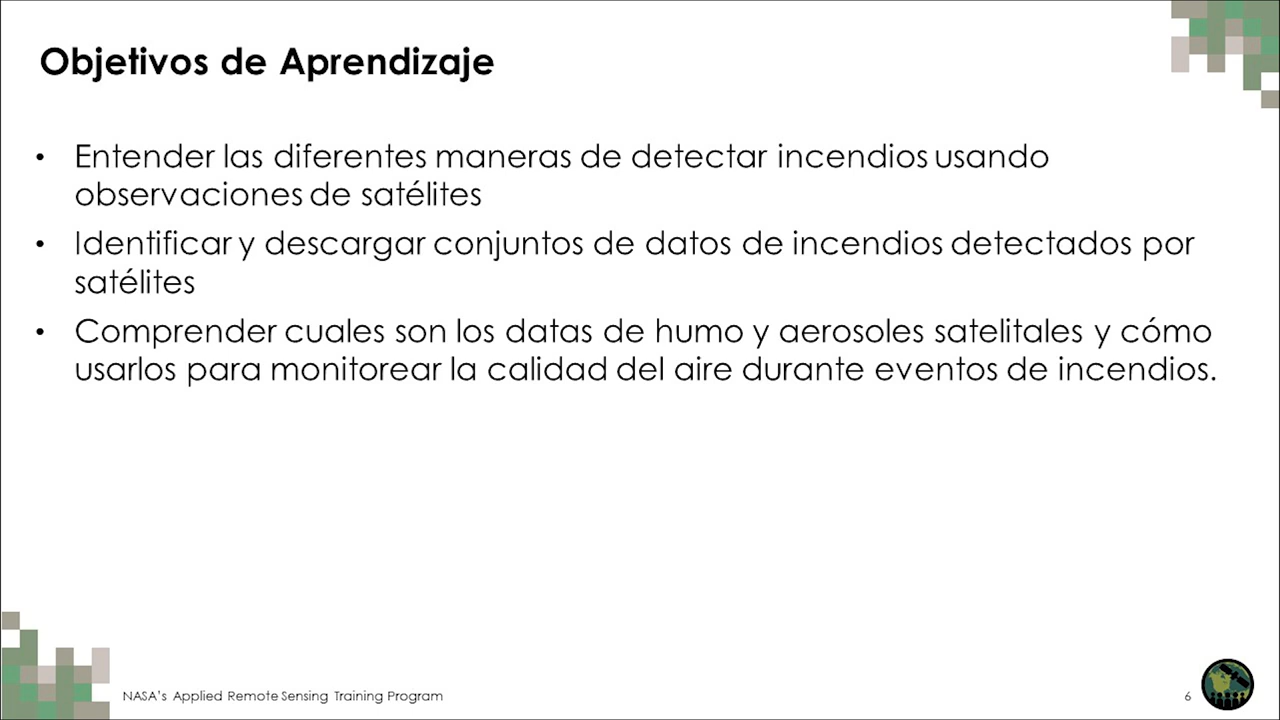 Objetivos de Aprendizaje
• Entender las diferentes maneras de detectar incendios usando
observaciones de satélites
• Identificar y descargar conjuntos de datos de incendios detectados por
satélites
• Comprender cuales son los datas de humo y aerosoles satelitales y cómo
usarlos para monitorear la calidad del aire durante eventos de incendios.
NASA's Applied Remote Sensing Training Program
6